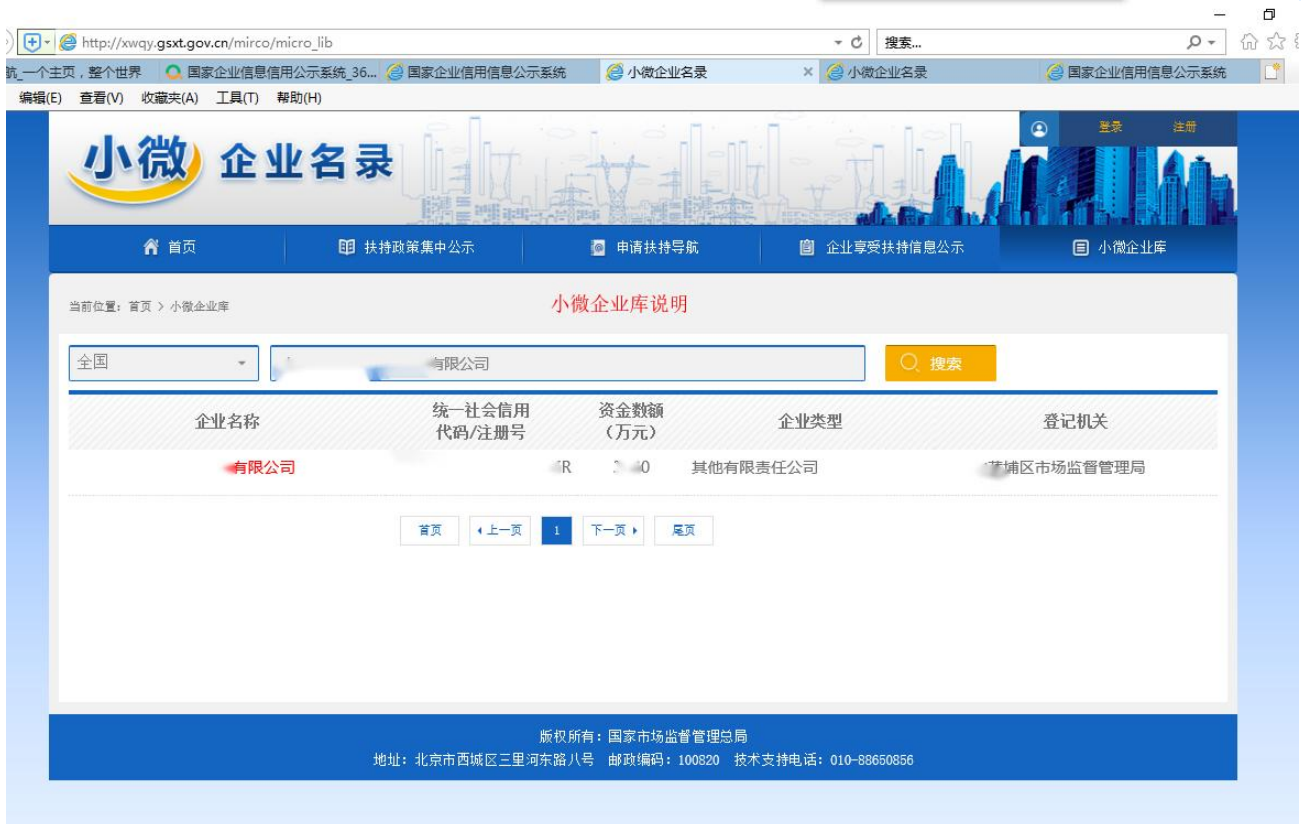 http://xwqy.gsxt.gov.cn/mirco/micro_lib 搜索...
航_一个主页，整个世界 国家企业信息信用公示系统_36... 国家企业信用信息公示系统 小微企业名录 小微企业名录 国家企业信用信息公示系统
编辑(E) 查看(V) 收藏夹(A) 工具(T) 帮助(H)
登录 注册
小微 企业名录
首页 扶持政策集中公示 申请扶持导航 企业享受扶持信息公示 小微企业库
当前位置：首页 > 小微企业库
小微企业库说明
全国 有限公司 搜索
企业名称 统一社会信用 资金数额 企业类型 登记机关
代码/注册号 （万元）
有限公司 R 0 其他有限责任公司 埔区市场监督管理局
首页 上一页 1 下一页 尾页
版权所有：国家市场监督管理总局
地址：北京市西城区三里河东路八号 邮政编码：100820 技术支持电话：010-88650856